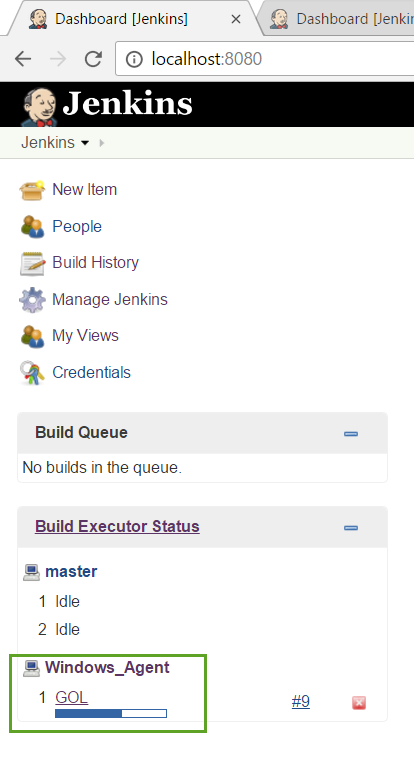 Dashboard [Jenkins]
Dashboard [Jenkin
localhost:8080
Jenkins
Jenkins
New Item
People
Build History
Manage Jenkins
My Views
Credentials
Build Queue
No builds in the queue.
Build Executor Status
master
1 Idle
2 Idle
Windows_Agent
1 GOL #9